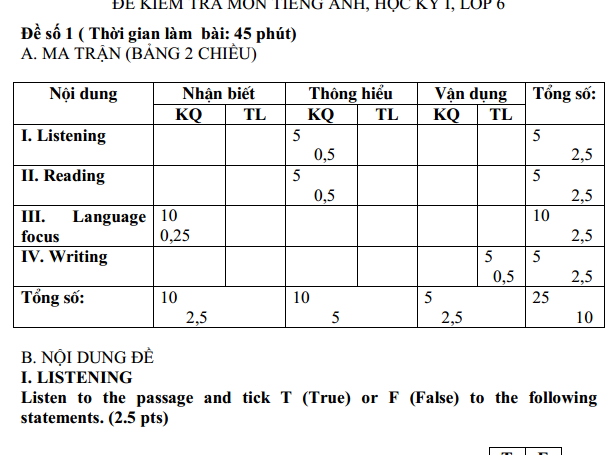 ĐỀ KIỂM TRA MÔN TIẾNG ANH, HỌC KỲ I, LỚP 6
Đề số 1 ( Thời gian làm bài: 45 phút)
A. MA TRẬN (BẢNG 2 CHIỀU)
Nội dung Nhận biết Thông hiểu Vận dụng Tổng số:
KQ TL KQ TL KQ TL
I. Listening 5 5
0,5 2,5
II. Reading 5 5
0,5 2,5
III. Language 10 10
focus 0,25 2,5
IV. Writing 5 5
0,5 2,5
Tổng số: 10 10 5 25
2,5 5 2,5 10
B. NỘI DUNG ĐỀ
I. LISTENING
Listen to the passage and tick T (True) or F (False) to the following
statements. (2.5 pts)
T F